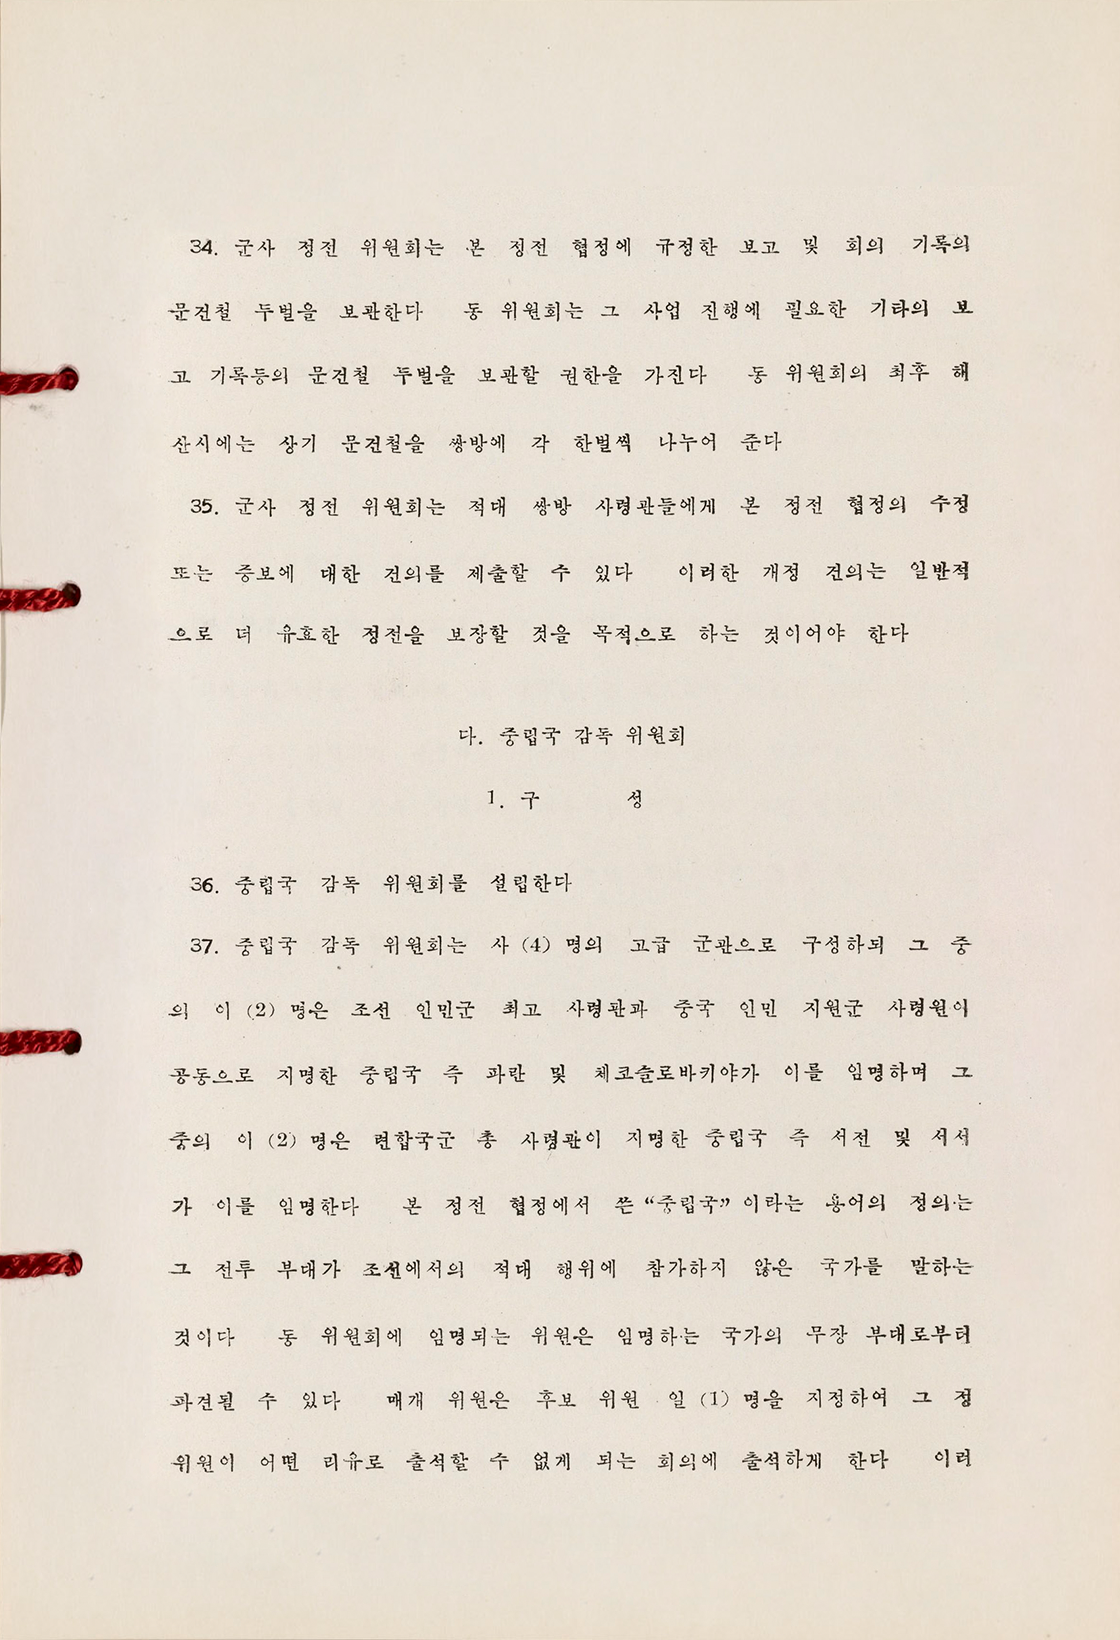 34. 군사 정전 위원회는 본 정전 협정에 규정한 보고 및 회의 기록의
문건철 두벌을 보관한다 동 위원회는 그 사업 진행에 필요한 기타의 보
고 기록등의 문건철 두벌을 보관할 권한을 가진다 동 위원회의 최후 해
산시에는 상기 문건철을 쌍방에 각 한벌씩 나누어 준다
35. 군사 정전 위원회는 적대 쌍방 사령관들에게 본 정전 협정의 수정
또는 증보에 대한 건의를 제출할 수 있다 이러한 개정 건의는 일반적
으로 더 유효한 정전을 보장할 것을 목적으로 하는 것이어야 한다
다. 중립국 감독 위원회
1. 구 성
36. 중립국 감독 위원회를 설립한다
37. 중립국 감독 위원회는 사 (4) 명의 고급 군관으로 구성하되 그 중
의 이 (2) 명은 조선 인민군 최고 사령관과 중국 인민 지원군 사령원이
공동으로 지명한 중립국 즉 파란 및 체코슬로바키야가 이를 임명하며 그
중의 이 (2) 명은 련합국군 총 사령관이 지명한 중립국 즉 서전 및 서서
가 이를 임명한다 본 정전 협정에서 쓴 “중립국” 이라는 용어의 정의는
그 전투 부대가 조선에서의 적대 행위에 참가하지 않은 국가를 말하는
것이다 동 위원회에 임명되는 위원은 임명하는 국가의 무장 부대로부터
파견될 수 있다 매개 위원은 후보 위원 일 (1) 명을 지정하여 그 정
위원이 어떤 리유로 출석할 수 없게 되는 회의에 출석하게 한다 이러